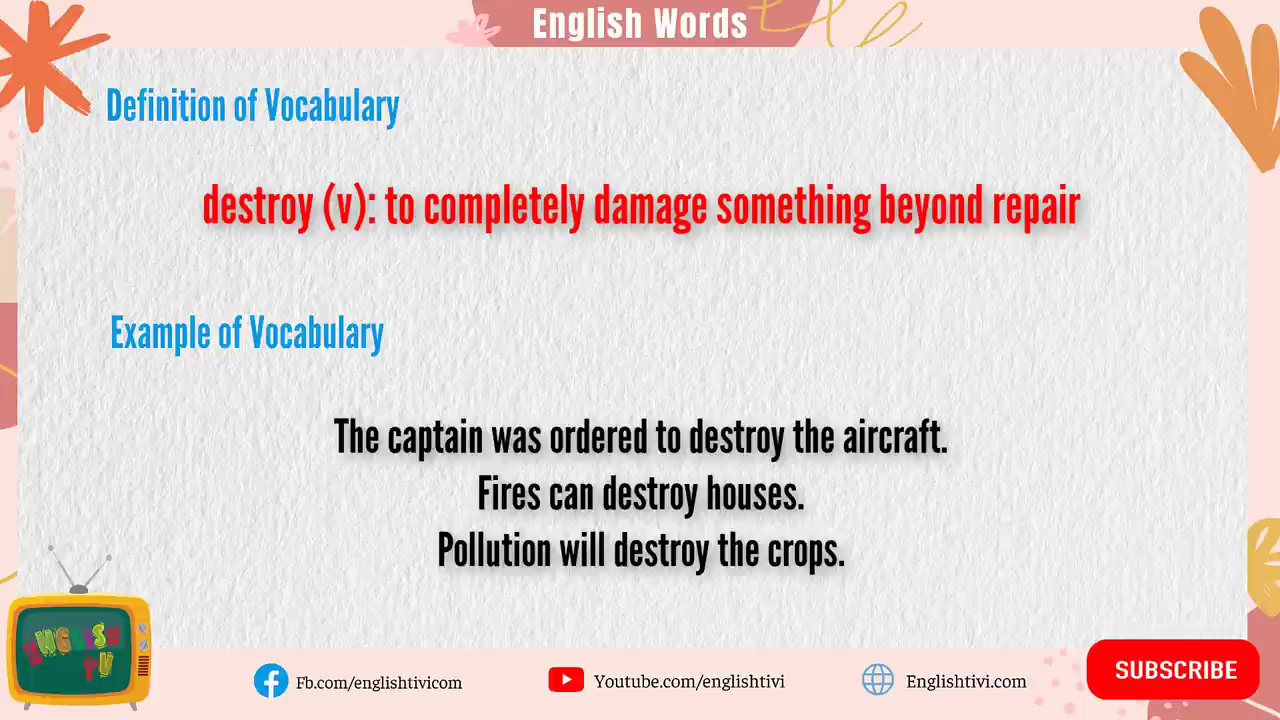 English Words
Definition of Vocabulary
destroy (v): to completely damage something beyond repair
Example of Vocabulary
The captain was ordered to destroy the aircraft.
Fires can destroy houses.
Pollution will destroy the crops.
ENGLISH
TV
Fb.com/englishtivicom
Youtube.com/englishtivi
Englishtivi.com
SUBSCRIBE